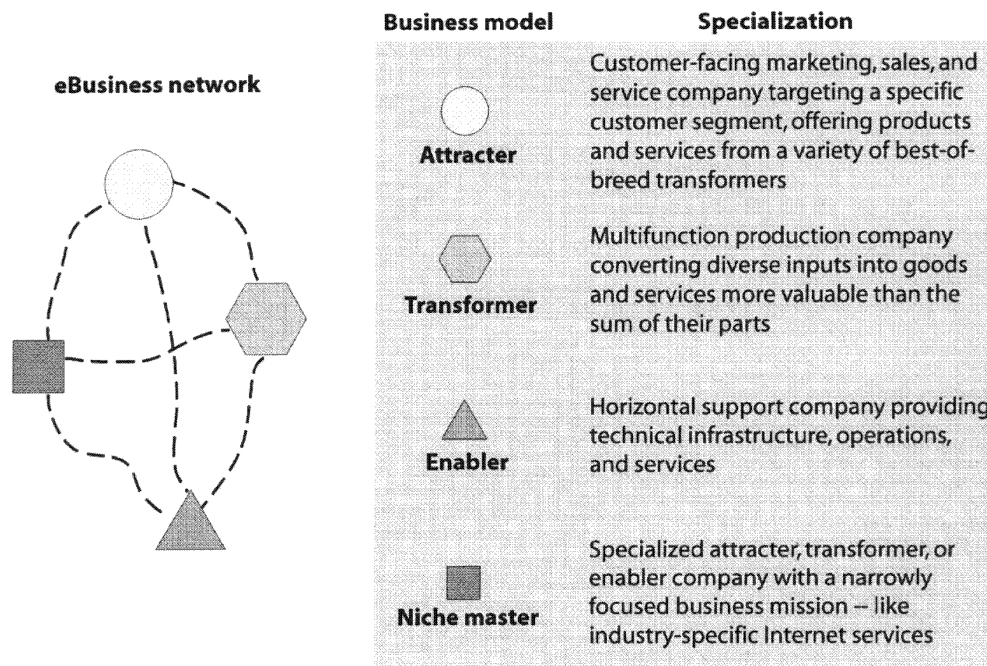 eBusiness network
Business model
Specialization
Attracter
Customer-facing marketing, sales, and
service company targeting a specific
customer segment, offering products
and services from a variety of best-of-
breed transformers
Transformer
Multifunction production company
converting diverse inputs into goods
and services more valuable than the
sum of their parts
Enabler
Horizontal support company providing
technical infrastructure, operations,
and services
Niche master
Specialized attracter, transformer, or
enabler company with a narrowly
focused business mission – like
industry-specific Internet services